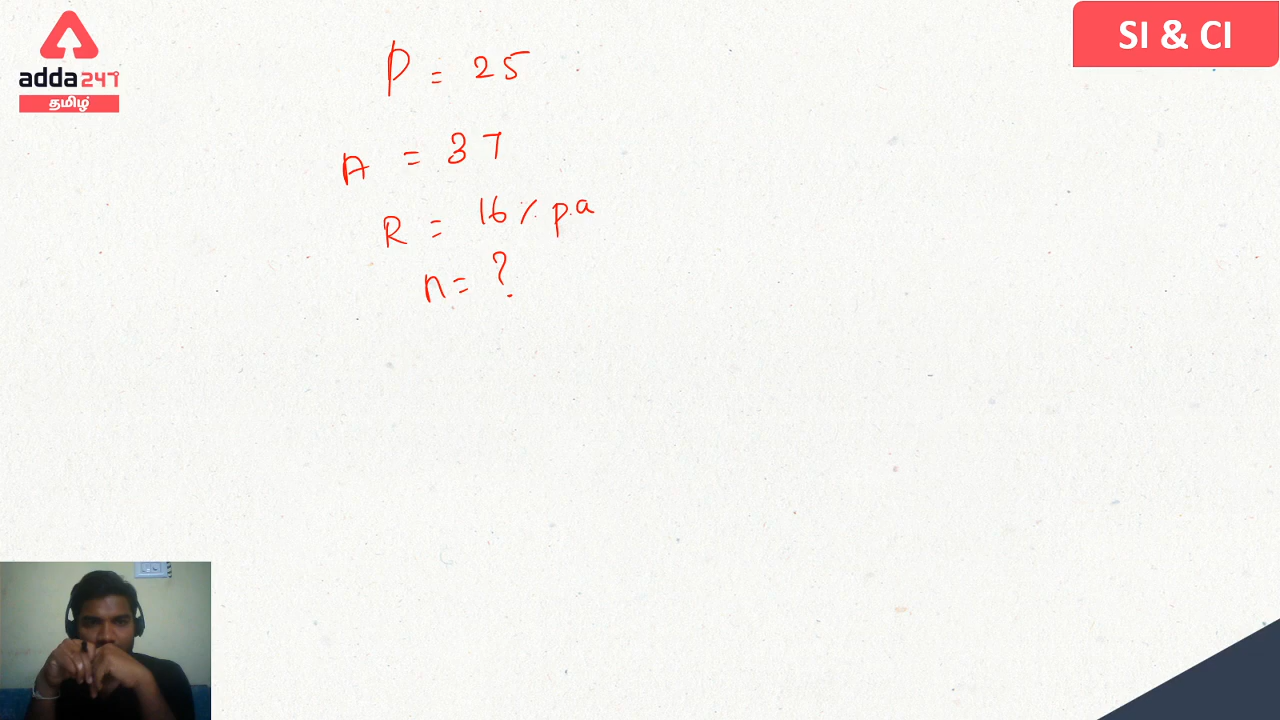 SI & CI
adda247
தமிழ்
P = 25
A = 37
R = 16% p.a
n = ?